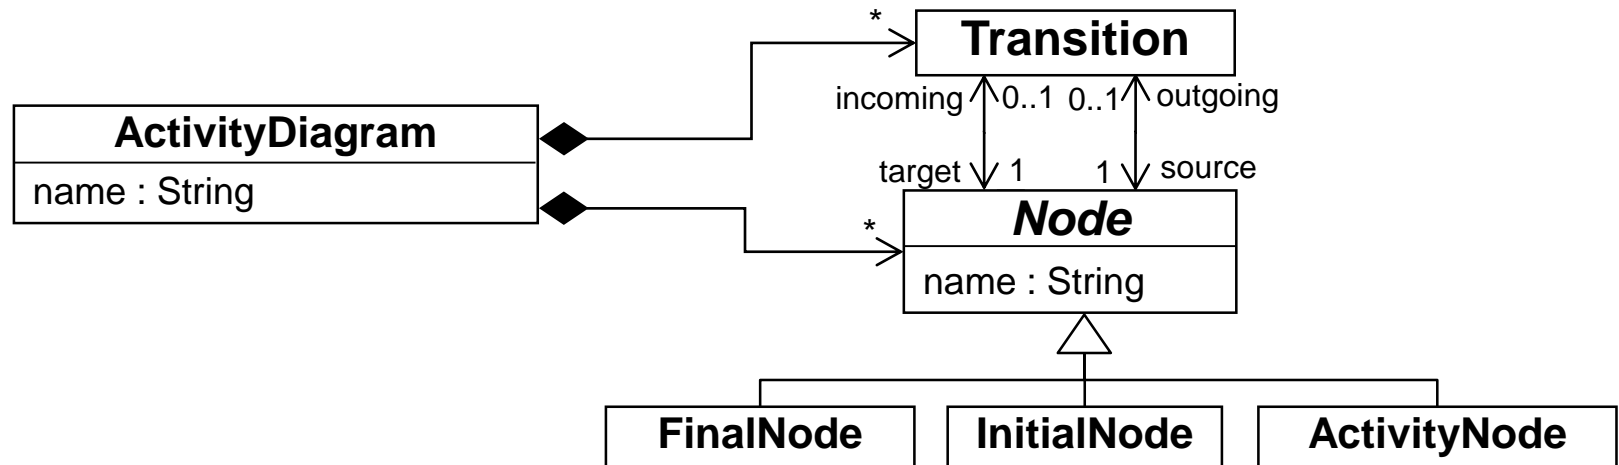 *
Transition
incoming 0..1 0..1 outgoing
ActivityDiagram
name : String
target 1 1 source
*
Node
name : String
FinalNode InitialNode ActivityNode